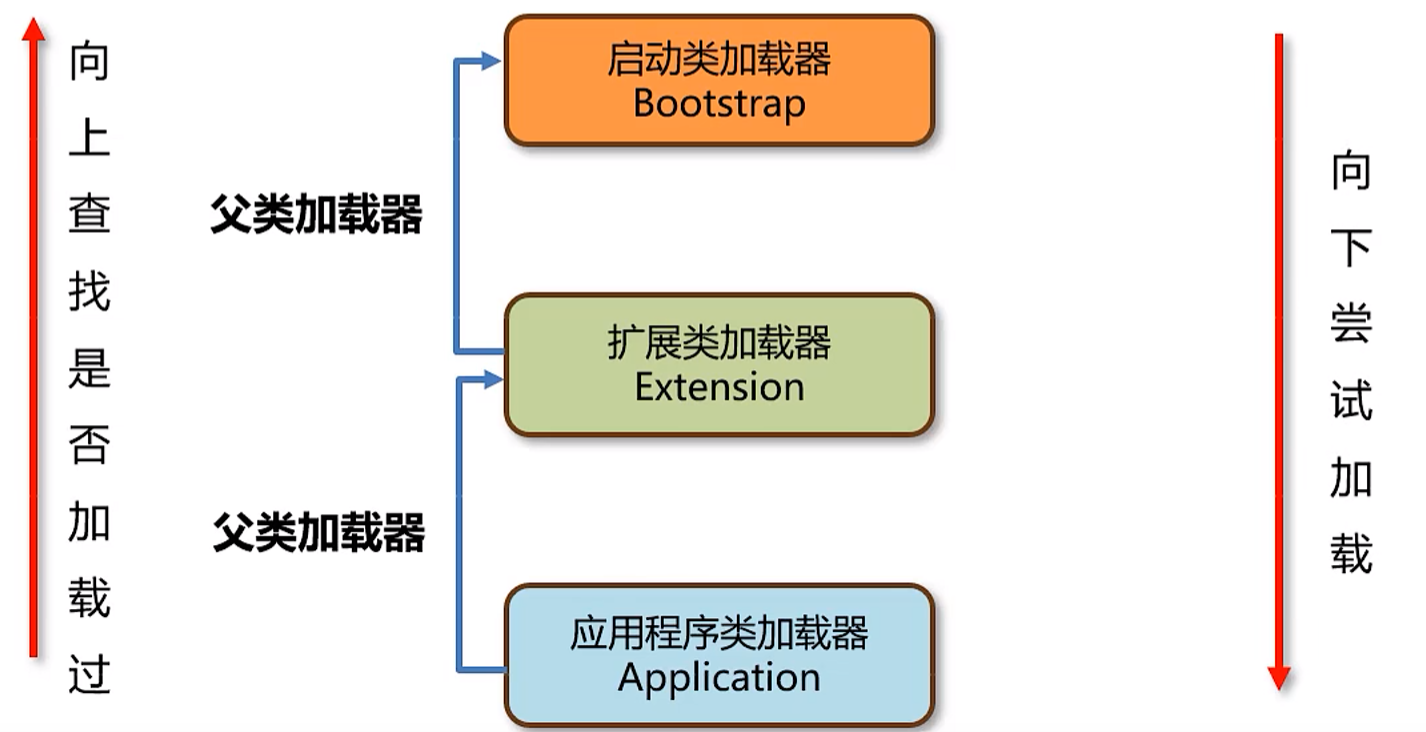 向上查找是否加载过
启动类加载器
Bootstrap
父类加载器
扩展类加载器
Extension
父类加载器
应用程序类加载器
Application
向下尝试加载